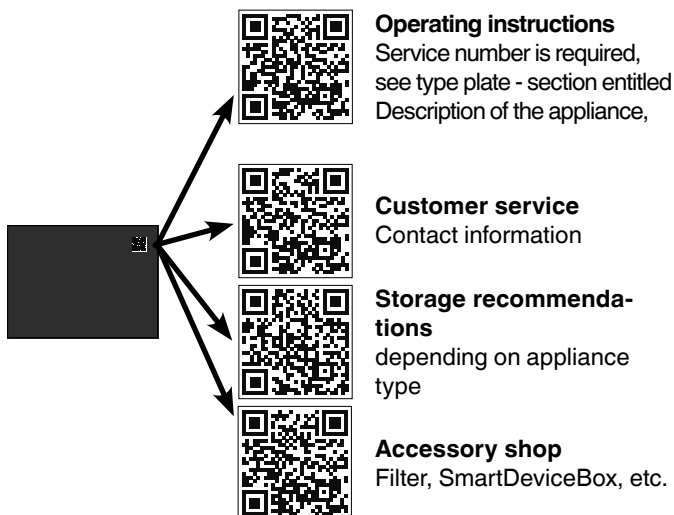 Operating instructions
Service number is required,
see type plate - section entitled
Description of the appliance,
Customer service
Contact information
Storage recommenda-
tions
depending on appliance
type
Accessory shop
Filter, SmartDeviceBox, etc.